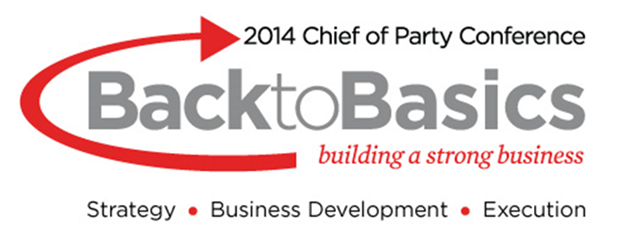 2014 Chief of Party Conference
BacktoBasics
building a strong business
Strategy • Business Development • Execution